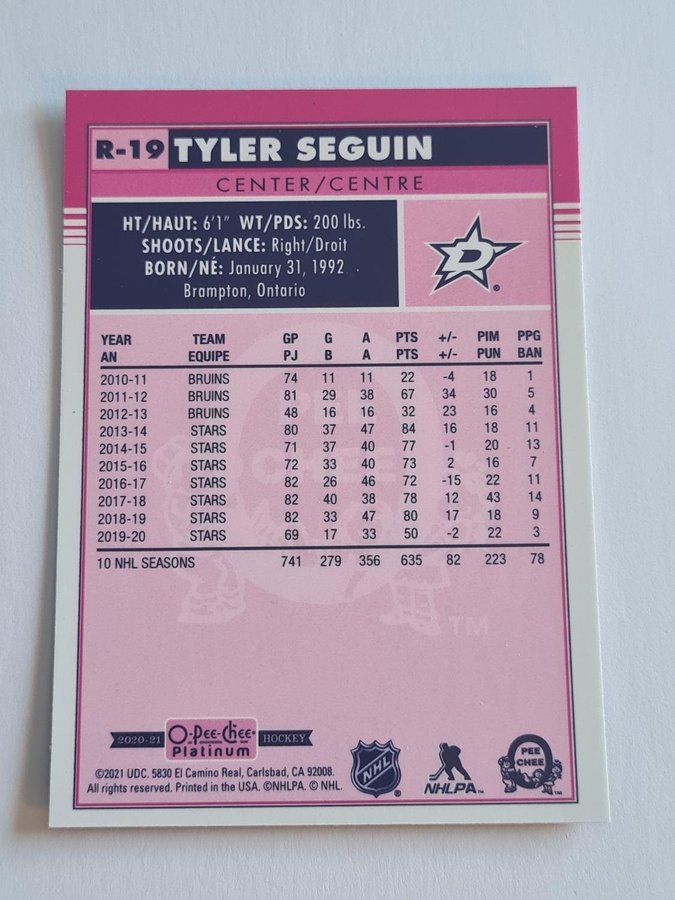 R-19 TYLER SEGUIN
CENTER/CENTRE
HT/HAUT: 6'1" WT/PDS: 200 lbs.
SHOOTS/LANCE: Right/Droit
BORN/NÉ: January 31, 1992
Brampton, Ontario
D
®
YEAR TEAM GP G A PTS +/- PIM PPG
AN EQUIPE PJ B A PTS +/- PUN BAN
2010-11 BRUINS 74 11 11 22 -4 18 1
2011-12 BRUINS 81 29 38 67 34 30 5
2012-13 BRUINS 48 16 16 32 23 16 4
2013-14 STARS 80 37 47 84 16 18 11
2014-15 STARS 71 37 40 77 -1 20 13
2015-16 STARS 72 33 40 73 2 16 7
2016-17 STARS 82 26 46 72 -15 22 11
2017-18 STARS 82 40 38 78 12 43 14
2018-19 STARS 82 33 47 80 17 18 9
2019-20 STARS 69 17 33 50 -2 22 3
10 NHL SEASONS 741 279 356 635 82 223 78
PEE
CHEE
TM
2020-21 O-Pee-Chee® HOCKEY
Platinum
©2021 UDC. 5830 El Camino Real, Carlsbad, CA 92008.
All rights reserved. Printed in the USA. ©NHLPA. © NHL.
NHL ®
NHLPA™
PEE
CHEE
TM